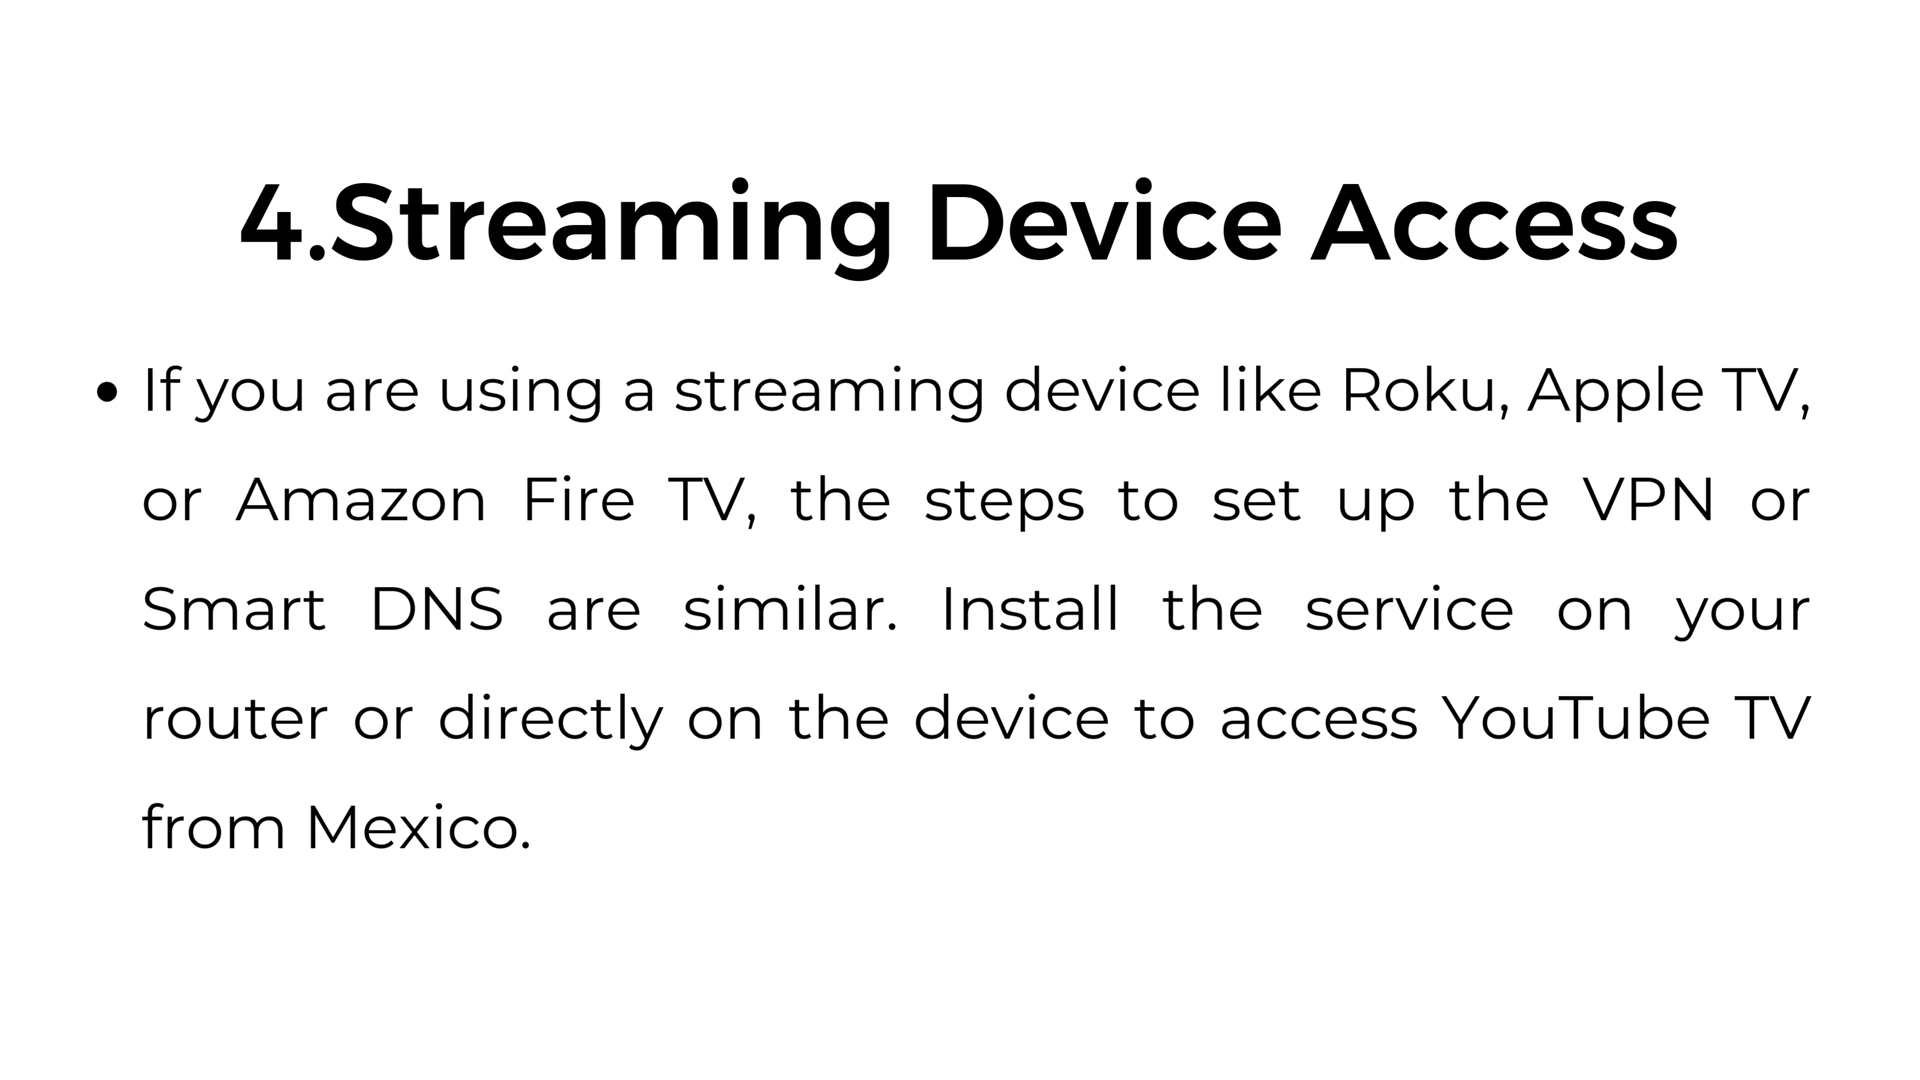 4.Streaming Device Access
• If you are using a streaming device like Roku, Apple TV,
or Amazon Fire TV, the steps to set up the VPN or
Smart DNS are similar. Install the service on your
router or directly on the device to access YouTube TV
from Mexico.